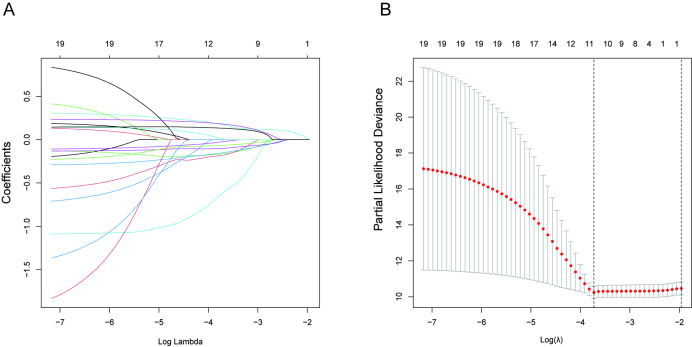 A
19 19 17 12 9 1
0.5
0.0
−0.5
−1.0
−1.5
Coefficients
−7 −6 −5 −4 −3 −2
Log Lambda
B
19 19 19 19 19 18 17 14 12 11 10 9 8 4 1 1
22
20
18
16
14
12
10
Partial Likelihood Deviance
−7 −6 −5 −4 −3 −2
Log(λ)